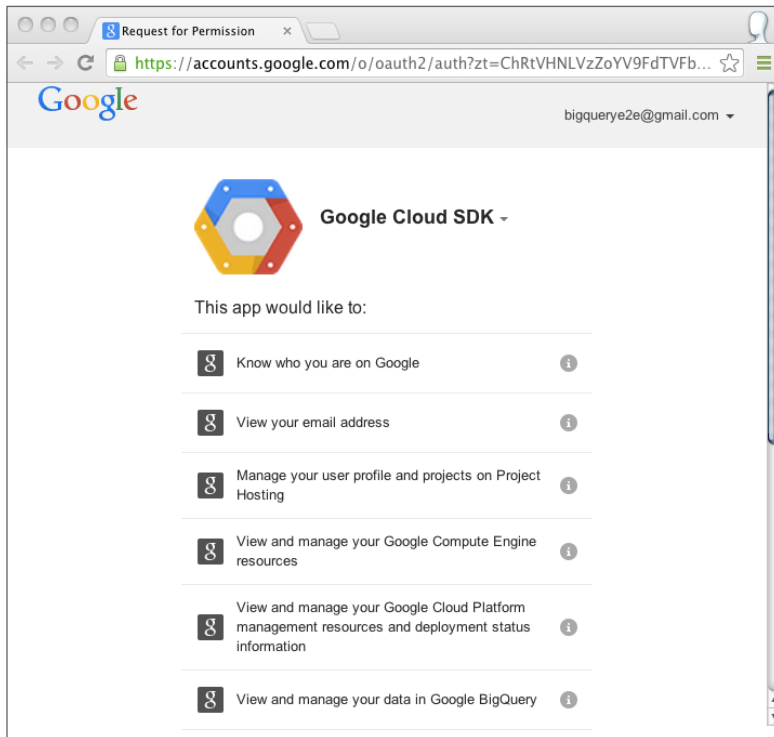 Request for Permission
https://accounts.google.com/o/oauth2/auth?zt=ChRtVHNLVzZoYV9FdTVFb...
Google
bigquerye2e@gmail.com
Google Cloud SDK
This app would like to:
Know who you are on Google
View your email address
Manage your user profile and projects on Project
Hosting
View and manage your Google Compute Engine
resources
View and manage your Google Cloud Platform
management resources and deployment status
information
View and manage your data in Google BigQuery